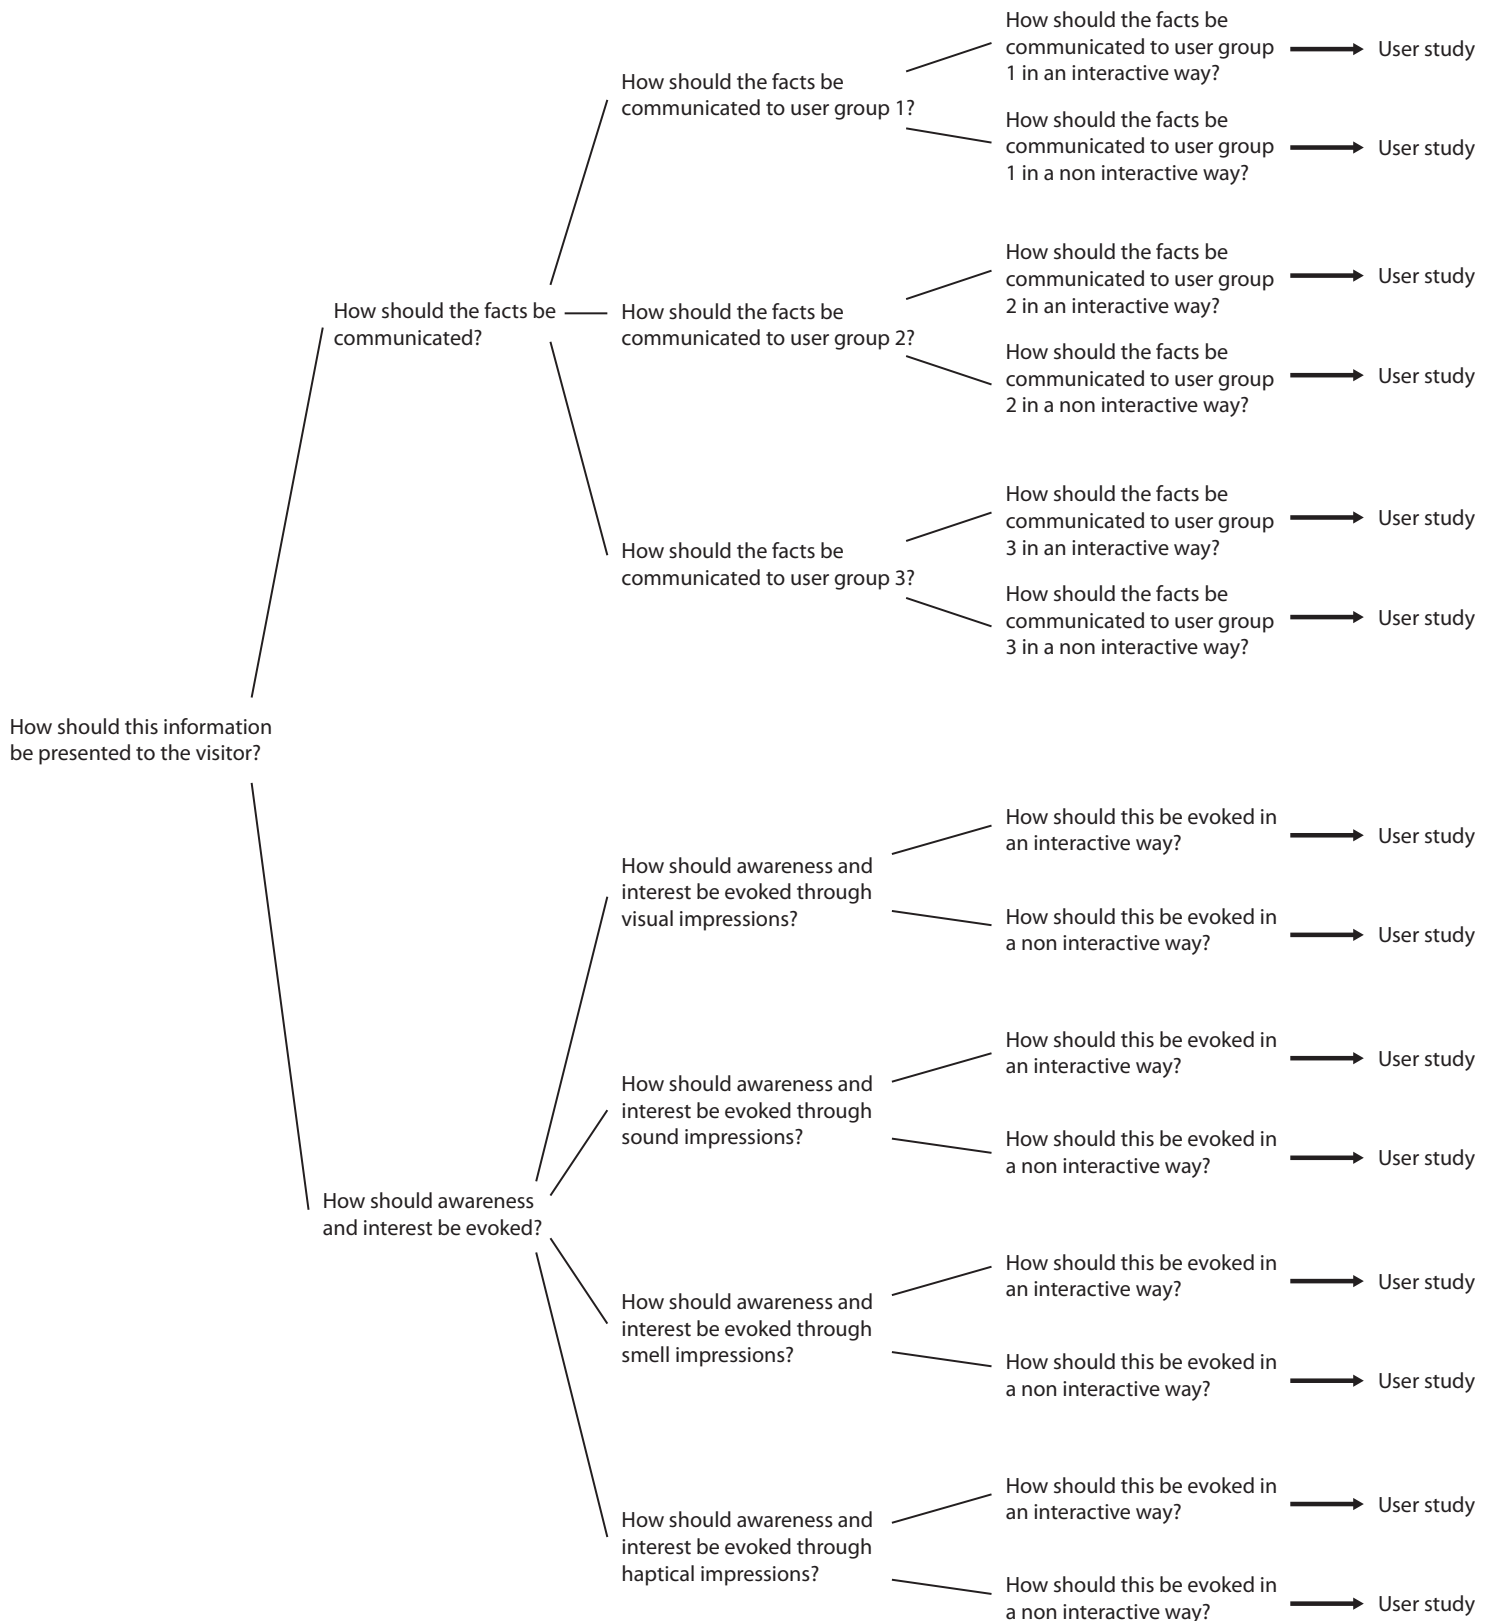 How should this information
be presented to the visitor?
How should the facts be
communicated?
How should the facts be
communicated to user group 1?
How should the facts be
communicated to user group
1 in an interactive way?
User study
How should the facts be
communicated to user group
1 in a non interactive way?
User study
How should the facts be
communicated to user group 2?
How should the facts be
communicated to user group
2 in an interactive way?
User study
How should the facts be
communicated to user group
2 in a non interactive way?
User study
How should the facts be
communicated to user group 3?
How should the facts be
communicated to user group
3 in an interactive way?
User study
How should the facts be
communicated to user group
3 in a non interactive way?
User study
How should awareness
and interest be evoked?
How should awareness and
interest be evoked through
visual impressions?
How should this be evoked in
an interactive way?
User study
How should this be evoked in
a non interactive way?
User study
How should awareness and
interest be evoked through
sound impressions?
How should this be evoked in
an interactive way?
User study
How should this be evoked in
a non interactive way?
User study
How should awareness and
interest be evoked through
smell impressions?
How should this be evoked in
an interactive way?
User study
How should this be evoked in
a non interactive way?
User study
How should awareness and
interest be evoked through
haptical impressions?
How should this be evoked in
an interactive way?
User study
How should this be evoked in
a non interactive way?
User study